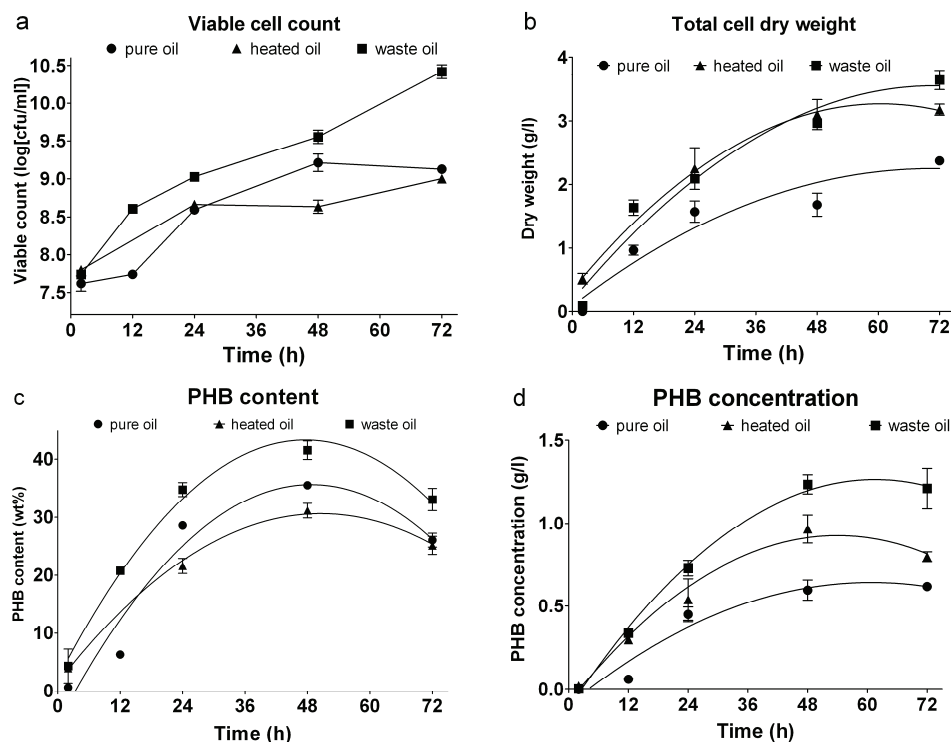 a
Viable cell count
pure oil heated oil waste oil
Viable count (log[cfu/ml])
10.5
10.0
9.5
9.0
8.5
8.0
7.5
0 12 24 36 48 60 72
Time (h)
b
Total cell dry weight
pure oil heated oil waste oil
Dry weight (g/l)
4
3
2
1
0
0 12 24 36 48 60 72
Time (h)
c
PHB content
pure oil heated oil waste oil
PHB content (wt%)
40
30
20
10
0
0 12 24 36 48 60 72
Time (h)
d
PHB concentration
pure oil heated oil waste oil
PHB concentration (g/l)
1.5
1.0
0.5
0.0
0 12 24 36 48 60 72
Time (h)